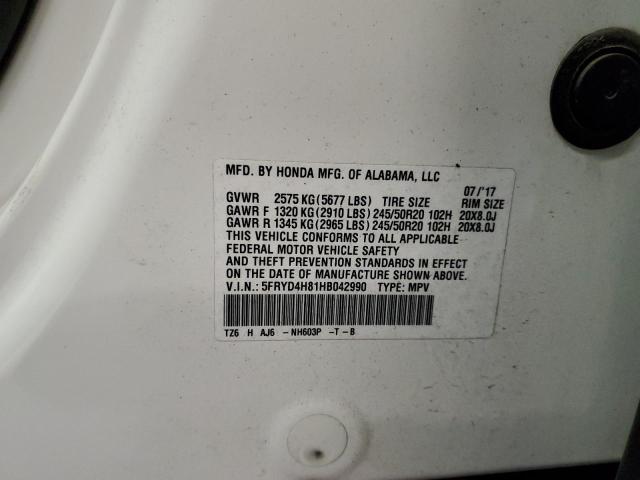 MFD. BY HONDA MFG. OF ALABAMA, LLC
07/'17
GVWR 2575 KG (5677 LBS) TIRE SIZE RIM SIZE
GAWR F 1320 KG (2910 LBS) 245/50R20 102H 20X8.0J
GAWR R 1345 KG (2965 LBS) 245/50R20 102H 20X8.0J
THIS VEHICLE CONFORMS TO ALL APPLICABLE
FEDERAL MOTOR VEHICLE SAFETY
AND THEFT PREVENTION STANDARDS IN EFFECT
ON THE DATE OF MANUFACTURE SHOWN ABOVE.
V.I.N.: 5FRYD4H81HB042990 TYPE: MPV
TZ6 H AJ6 -NH603P -T-B